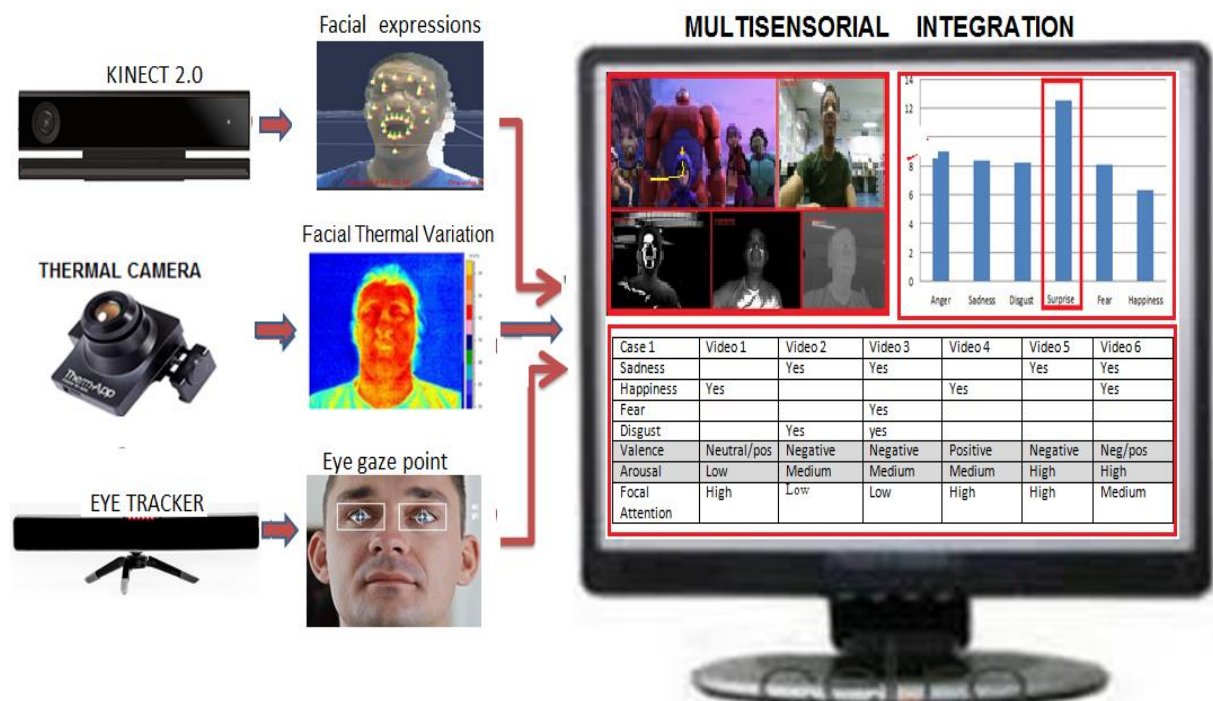 MULTISENSORIAL INTEGRATION
Facial expressions
KINECT 2.0
Facial Thermal Variation
THERMAL CAMERA
Therm-App
Eye gaze point
EYE TRACKER
14
12
10
8
6
4
2
0
Anger Sadness Disgust Surprise Fear Happiness
Case 1 Video 1 Video 2 Video 3 Video 4 Video 5 Video 6
Sadness Yes Yes Yes Yes
Happiness Yes Yes Yes
Fear Yes
Disgust Yes yes
Valence Neutral/pos Negative Negative Positive Negative Neg/pos
Arousal Low Medium Medium Medium High High
Focal High Low Low High High Medium
Attention